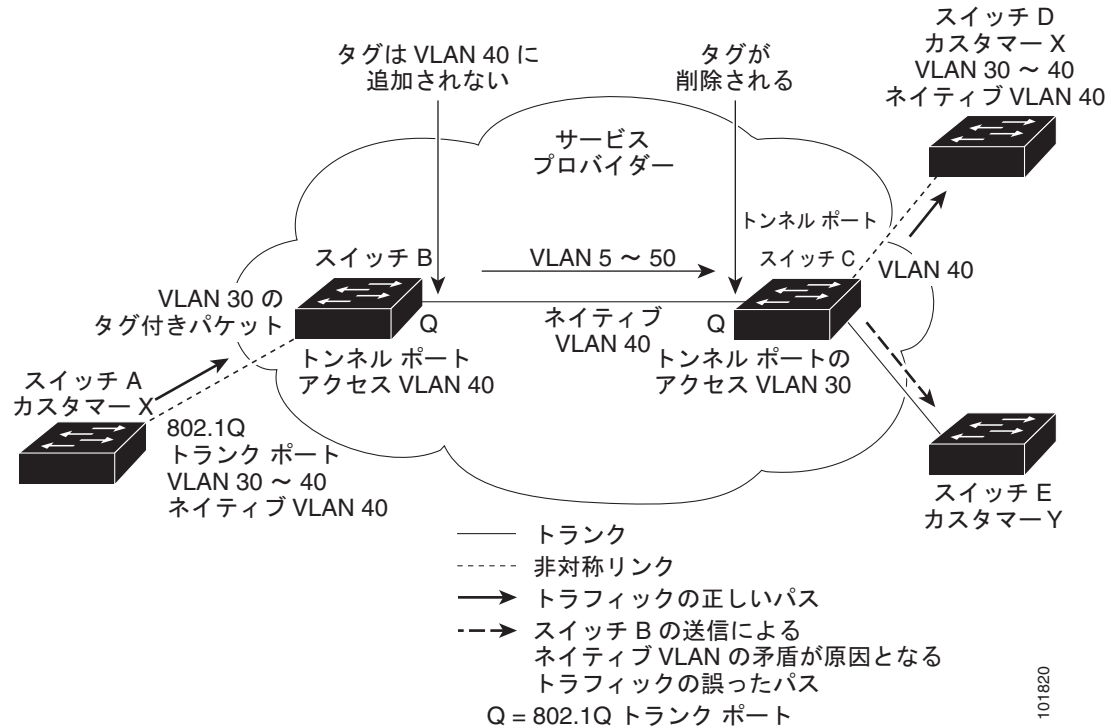 タグは VLAN 40 に
追加されない
タグが
削除される
スイッチ D
カスタマー X
VLAN 30 ～ 40
ネイティブ VLAN 40
サービス
プロバイダー
トンネル ポート
スイッチ B
VLAN 5 ～ 50
スイッチ C
VLAN 40
VLAN 30 の
タグ付きパケット
Q
ネイティブ
VLAN 40
Q
トンネル ポート
アクセス VLAN 40
トンネル ポートの
アクセス VLAN 30
スイッチ A
カスタマー X
802.1Q
トランク ポート
VLAN 30 ～ 40
ネイティブ VLAN 40
スイッチ E
カスタマー Y
トランク
非対称リンク
トラフィックの正しいパス
スイッチ B の送信による
ネイティブ VLAN の矛盾が原因となる
トラフィックの誤ったパス
Q = 802.1Q トランク ポート
101820